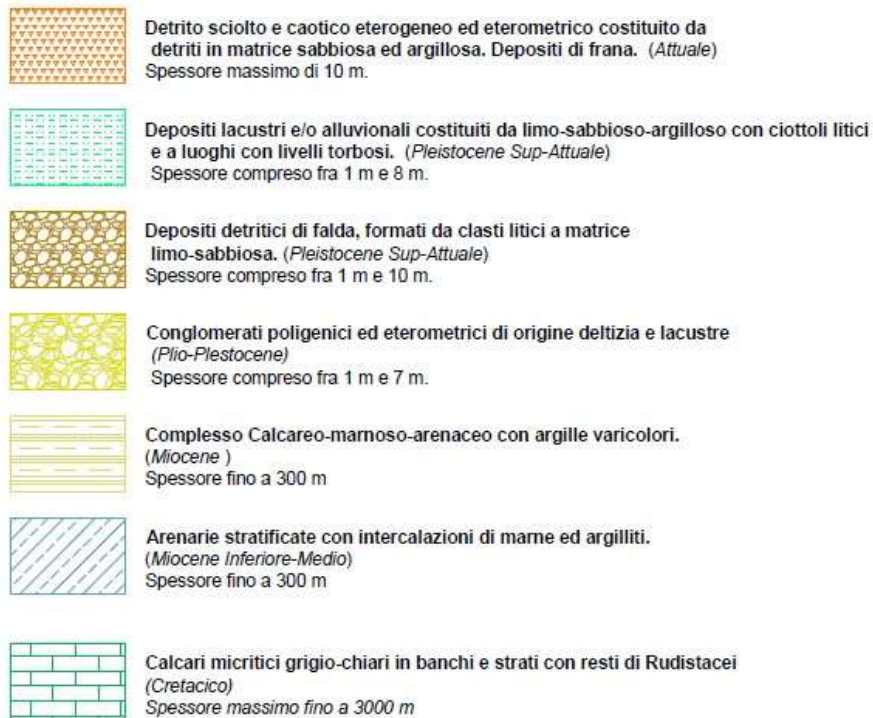 Detrito sciolto e caotico eterogeneo ed eterometrico costituito da
detriti in matrice sabbiosa ed argillosa. Depositi di frana. (Attuale)
Spessore massimo di 10 m.
Depositi lacustri e/o alluvionali costituiti da limo-sabbioso-argilloso con ciottoli litici
e a luoghi con livelli torbosi. (Pleistocene Sup-Attuale)
Spessore compreso fra 1 m e 8 m.
Depositi detritici di falda, formati da clasti litici a matrice
limo-sabbiosa. (Pleistocene Sup-Attuale)
Spessore compreso fra 1 m e 10 m.
Conglomerati poligenici ed eterometrici di origine deltizia e lacustre
(Plio-Plestocene)
Spessore compreso fra 1 m e 7 m.
Complesso Calcareo-marnoso-arenaceo con argille varicolori.
(Miocene )
Spessore fino a 300 m
Arenarie stratificate con intercalazioni di marne ed argilliti.
(Miocene Inferiore-Medio)
Spessore fino a 300 m
Calcari micritici grigio-chiari in banchi e strati con resti di Rudistacei
(Cretacico)
Spessore massimo fino a 3000 m